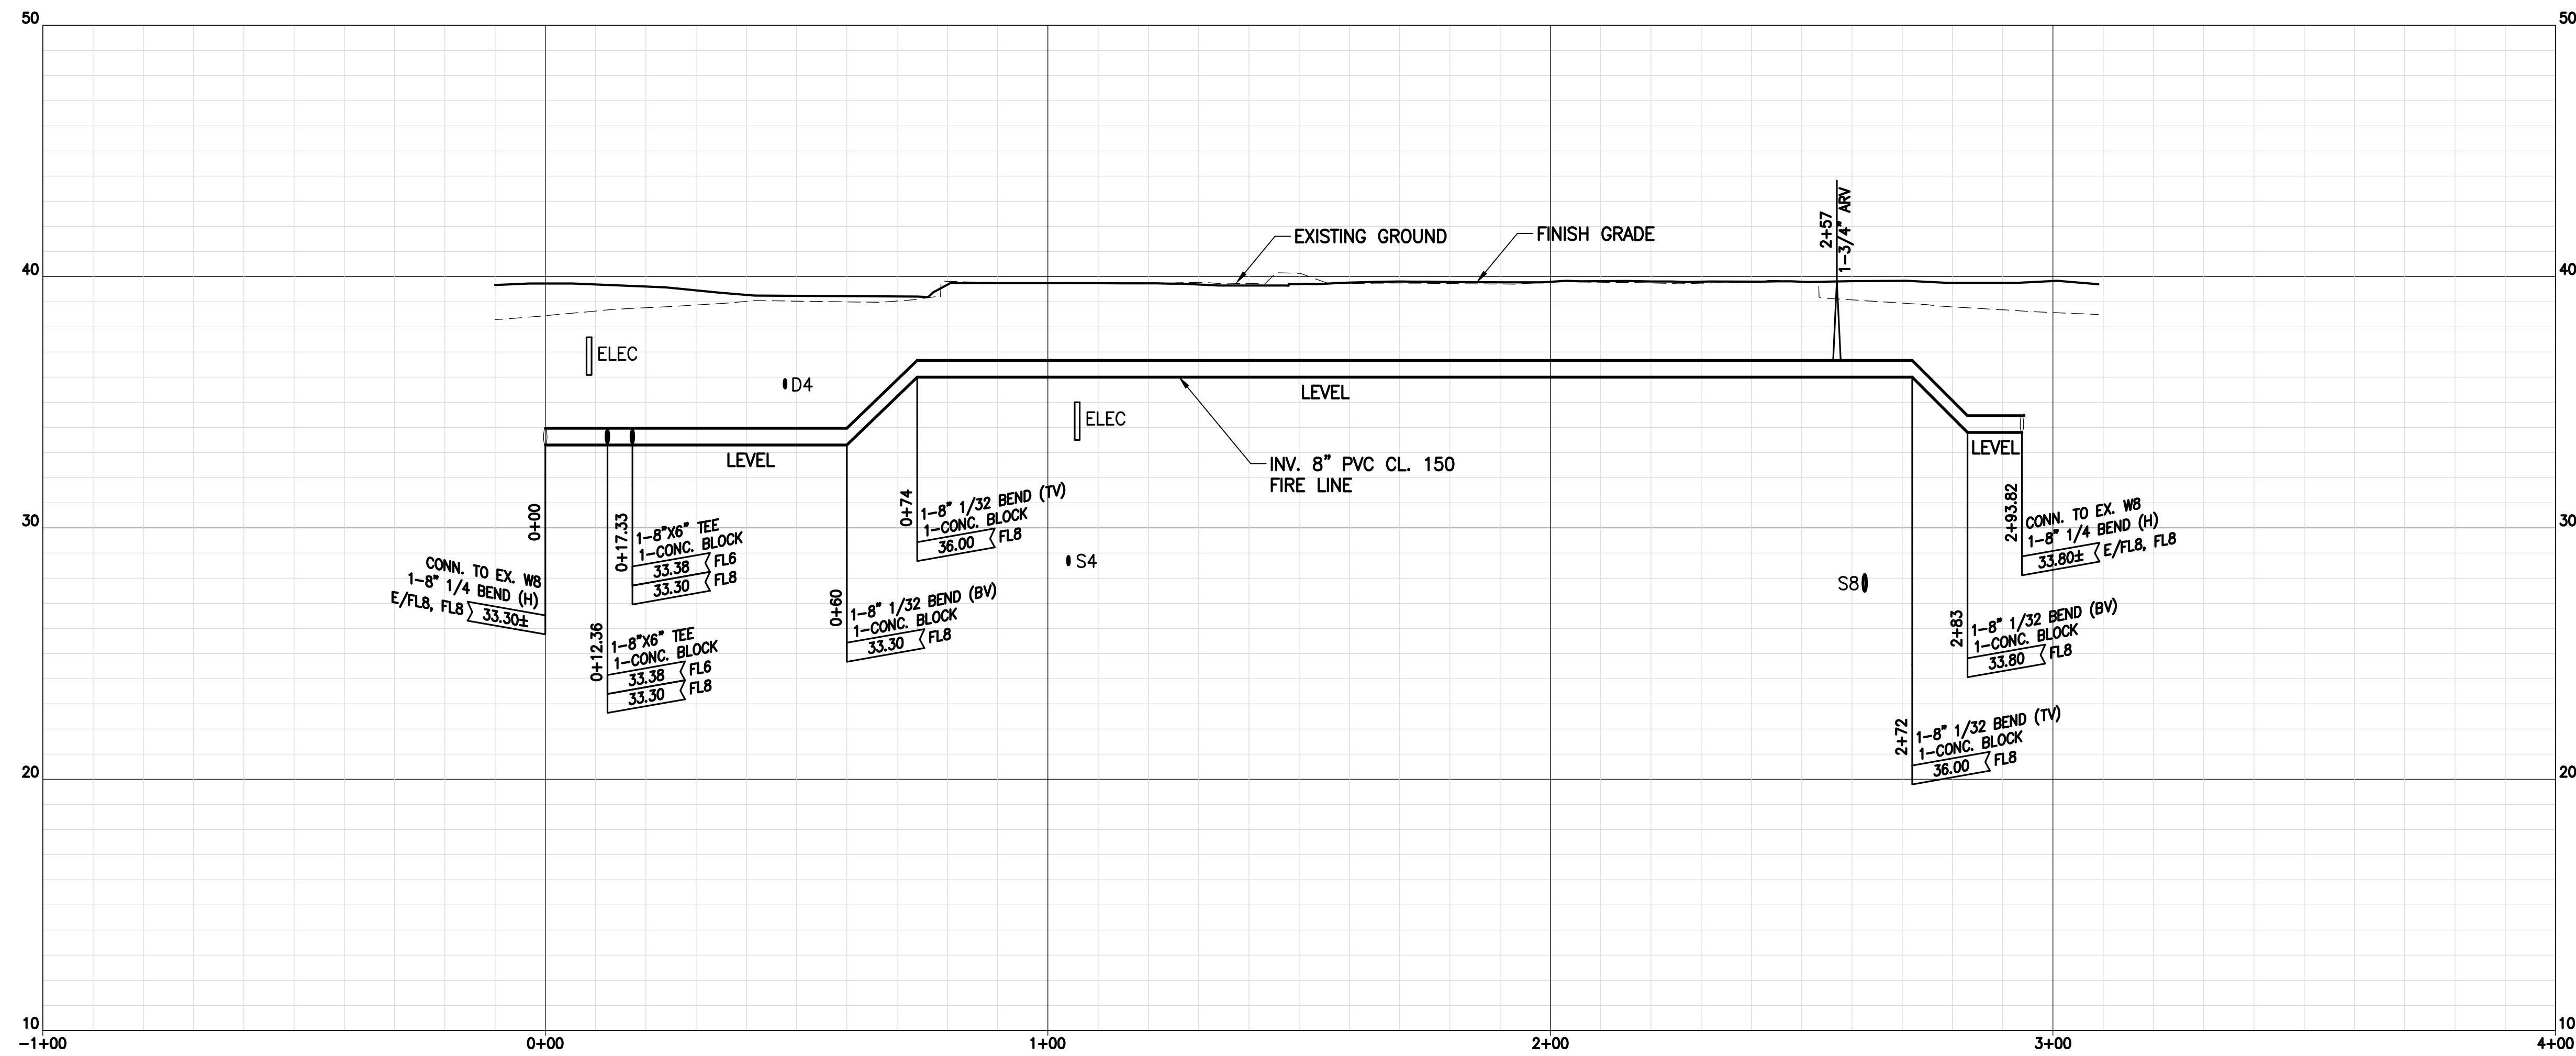 50
50
EXISTING GROUND
FINISH GRADE
2+57
1-3/4" ARV
40
40
ELEC
D4
LEVEL
ELEC
LEVEL
LEVEL
INV. 8" PVC CL. 150
FIRE LINE
30
30
0+00
CONN. TO EX. W8
1-8" 1/4 BEND (H)
E/FL8, FL8
33.30±
0+12.36
1-8"X6" TEE
1-CONC. BLOCK
33.38 FL6
33.30 FL8
0+17.33
1-8"X6" TEE
1-CONC. BLOCK
33.38 FL6
33.30 FL8
0+60
1-8" 1/32 BEND (BV)
1-CONC. BLOCK
33.30 FL8
0+74
1-8" 1/32 BEND (TV)
1-CONC. BLOCK
36.00 FL8
S4
S8
2+72
1-8" 1/32 BEND (TV)
1-CONC. BLOCK
36.00 FL8
2+83
1-8" 1/32 BEND (BV)
1-CONC. BLOCK
33.80 FL8
2+93.82
CONN. TO EX. W8
1-8" 1/4 BEND (H)
33.80± E/FL8, FL8
20
20
10
10
-1+00
0+00
1+00
2+00
3+00
4+00